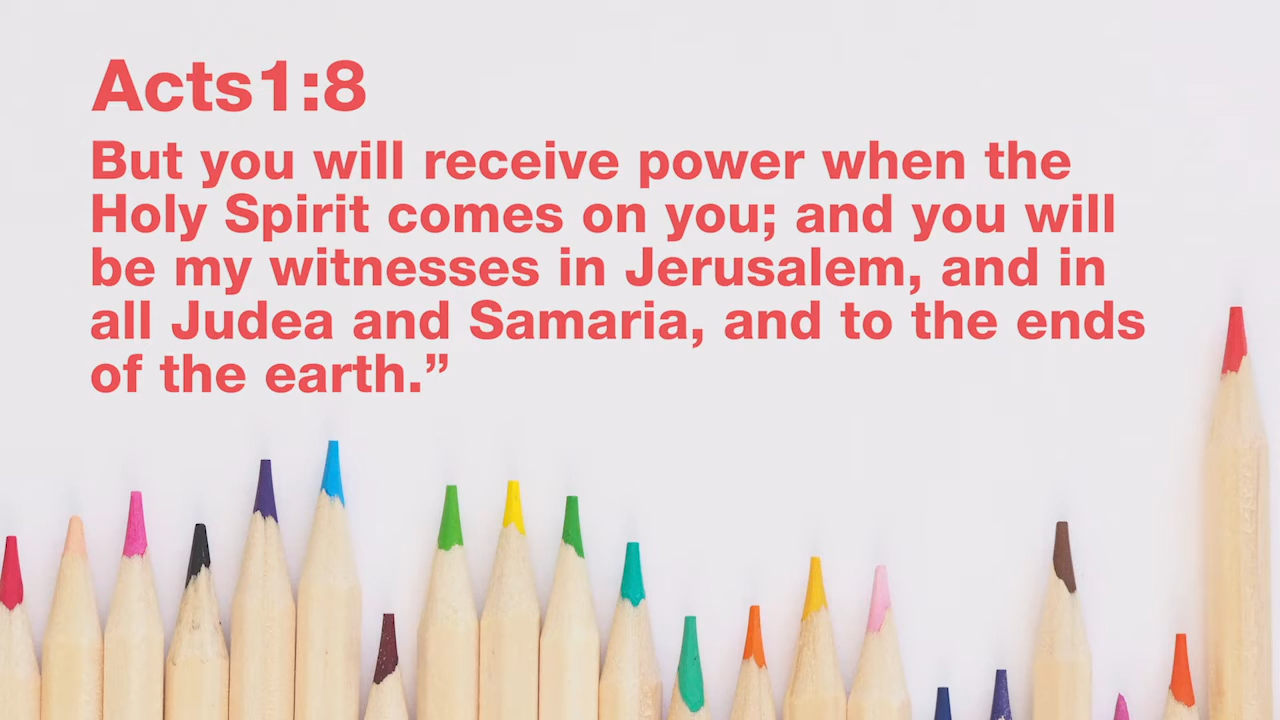 Acts1:8
But you will receive power when the
Holy Spirit comes on you; and you will
be my witnesses in Jerusalem, and in
all Judea and Samaria, and to the ends
of the earth.”